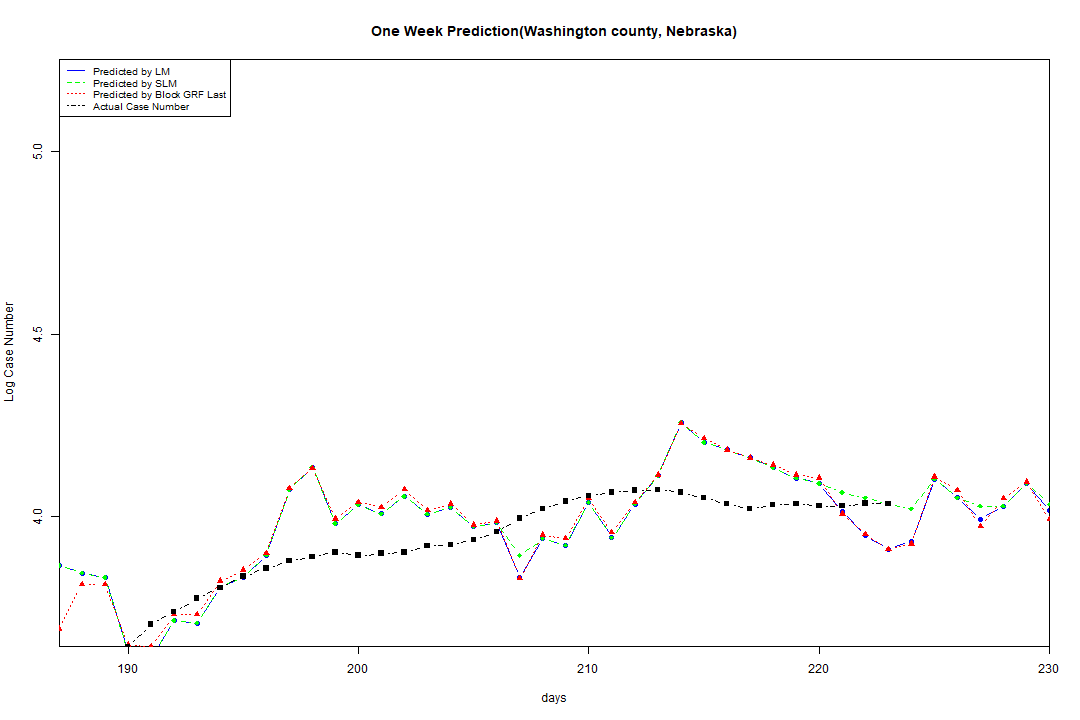 One Week Prediction(Washington county, Nebraska)
Predicted by LM
Predicted by SLM
Predicted by Block GRF Last
Actual Case Number
5.0
4.5
4.0
Log Case Number
190 200 210 220 230
days